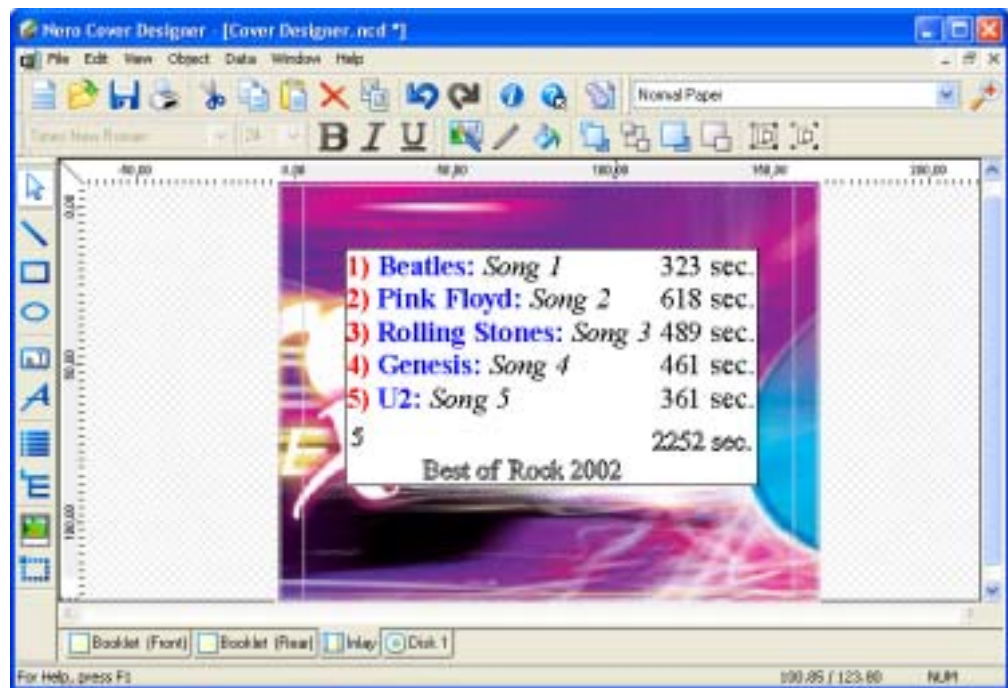 Nero Cover Designer - [Cover Designer.ncd *]
File Edit View Object Data Window Help
Normal Paper
Times New Roman 24
B I U
-50,00 0,00 50,00 100,00 150,00 200,00
0,00
50,00
100,00
1) Beatles: Song 1 323 sec.
2) Pink Floyd: Song 2 618 sec.
3) Rolling Stones: Song 3 489 sec.
4) Genesis: Song 4 461 sec.
5) U2: Song 5 361 sec.
5 2252 sec.
Best of Rock 2002
Booklet (Front) Booklet (Rear) Inlay Disk 1
For Help, press F1 100.85 / 123.80 NUM